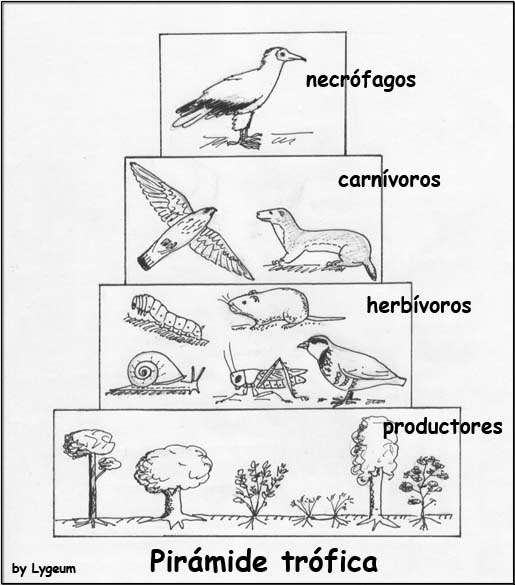 necrófagos
carnívoros
herbívoros
productores
Pirámide trófica
by Lygeum